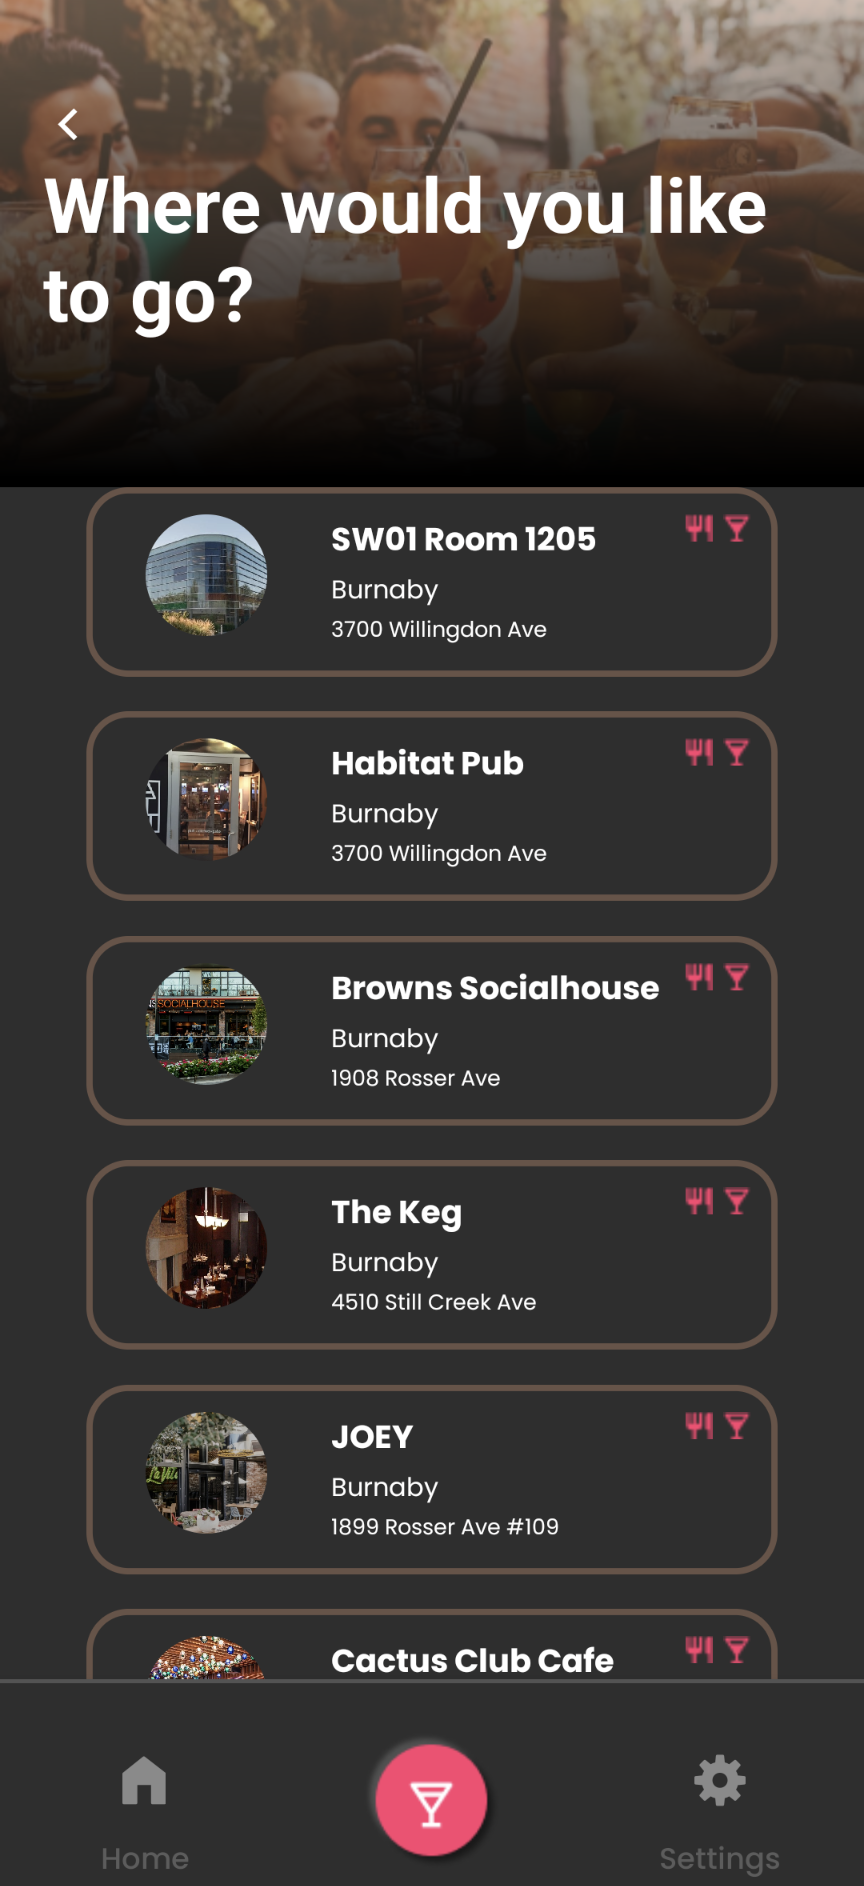 Where would you like
to go?
SW01 Room 1205
Burnaby
3700 Willingdon Ave
Habitat Pub
Burnaby
3700 Willingdon Ave
SOCIALHOUSE
Browns Socialhouse
Burnaby
1908 Rosser Ave
The Keg
Burnaby
4510 Still Creek Ave
JOEY
Burnaby
1899 Rosser Ave #109
Cactus Club Cafe
Home
Settings